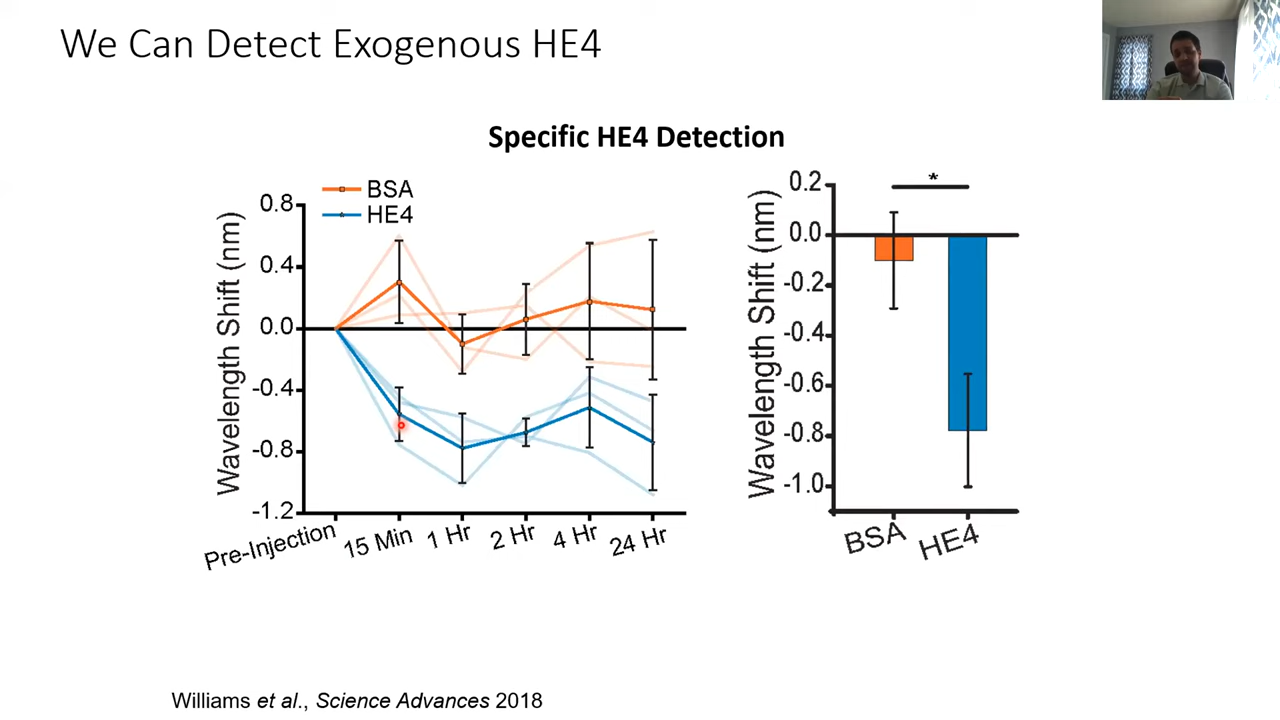 We Can Detect Exogenous HE4
Specific HE4 Detection
BSA
HE4
Wavelength Shift (nm)
0.8
0.4
0.0
-0.4
-0.8
-1.2
Pre-Injection
15 Min
1 Hr
2 Hr
4 Hr
24 Hr
Wavelength Shift (nm)
0.2
0.0
-0.2
-0.4
-0.6
-0.8
-1.0
*
BSA
HE4
Williams et al., Science Advances 2018